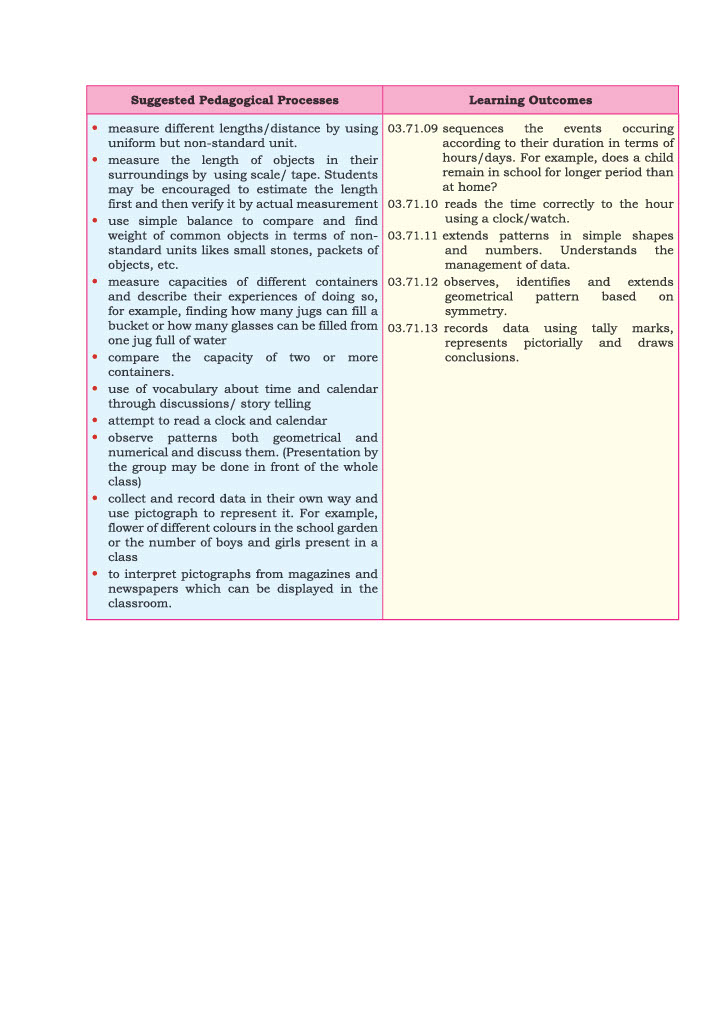 Suggested Pedagogical Processes
Learning Outcomes
• measure different lengths/distance by using
uniform but non-standard unit.
• measure the length of objects in their
surroundings by using scale/ tape. Students
may be encouraged to estimate the length
first and then verify it by actual measurement
• use simple balance to compare and find
weight of common objects in terms of non-
standard units likes small stones, packets of
objects, etc.
• measure capacities of different containers
and describe their experiences of doing so,
for example, finding how many jugs can fill a
bucket or how many glasses can be filled from
one jug full of water
• compare the capacity of two or more
containers.
• use of vocabulary about time and calendar
through discussions/ story telling
• attempt to read a clock and calendar
• observe patterns both geometrical and
numerical and discuss them. (Presentation by
the group may be done in front of the whole
class)
• collect and record data in their own way and
use pictograph to represent it. For example,
flower of different colours in the school garden
or the number of boys and girls present in a
class
• to interpret pictographs from magazines and
newspapers which can be displayed in the
classroom.
03.71.09 sequences the events occuring
according to their duration in terms of
hours/days. For example, does a child
remain in school for longer period than
at home?
03.71.10 reads the time correctly to the hour
using a clock/watch.
03.71.11 extends patterns in simple shapes
and numbers. Understands the
management of data.
03.71.12 observes, identifies and extends
geometrical pattern based on
symmetry.
03.71.13 records data using tally marks,
represents pictorially and draws
conclusions.